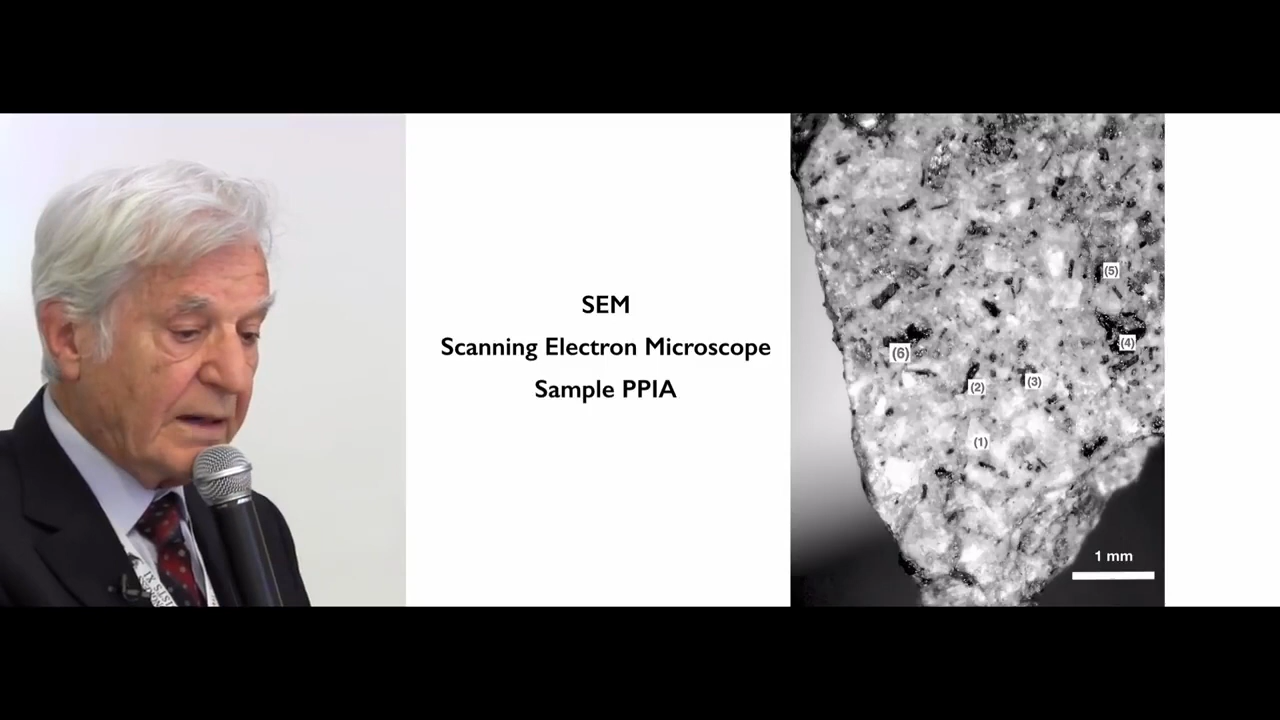 SEM
Scanning Electron Microscope
Sample PPIA
(5)
(4)
(6)
(3)
(2)
(1)
1 mm